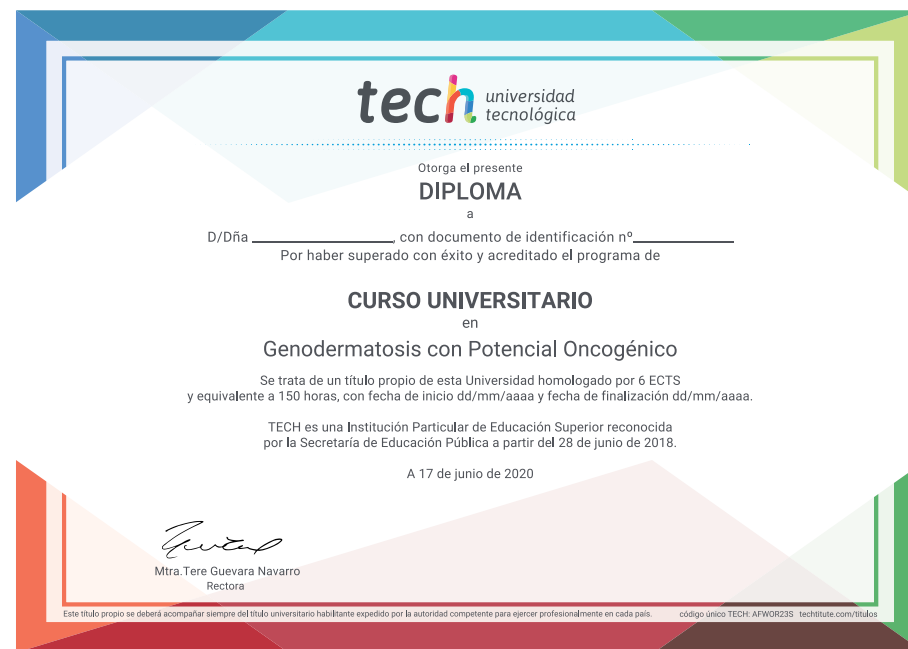 tech universidad
tecnológica
Otorga el presente
DIPLOMA
a
D/Dña ____________________, con documento de identificación nº______________
Por haber superado con éxito y acreditado el programa de
CURSO UNIVERSITARIO
en
Genodermatosis con Potencial Oncogénico
Se trata de un título propio de esta Universidad homologado por 6 ECTS
y equivalente a 150 horas, con fecha de inicio dd/mm/aaaa y fecha de finalización dd/mm/aaaa.
TECH es una Institución Particular de Educación Superior reconocida
por la Secretaría de Educación Pública a partir del 28 de junio de 2018.
A 17 de junio de 2020
Mtra.Tere Guevara Navarro
Rectora
Este título propio se deberá acompañar siempre del título universitario habilitante expedido por la autoridad competente para ejercer profesionalmente en cada país. código único TECH: AFWOR23S techtitute.com/titulos